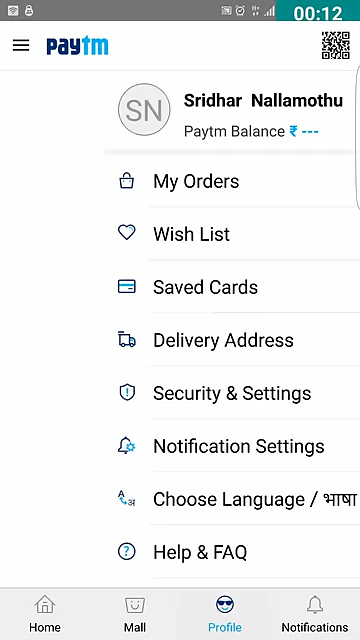 00:12
paytm
SN
Sridhar Nallamothu
Paytm Balance ₹ ---
My Orders
Wish List
Saved Cards
Delivery Address
Security & Settings
Notification Settings
A अ
Choose Language / भाषा
Help & FAQ
Home
Mall
Profile
Notifications